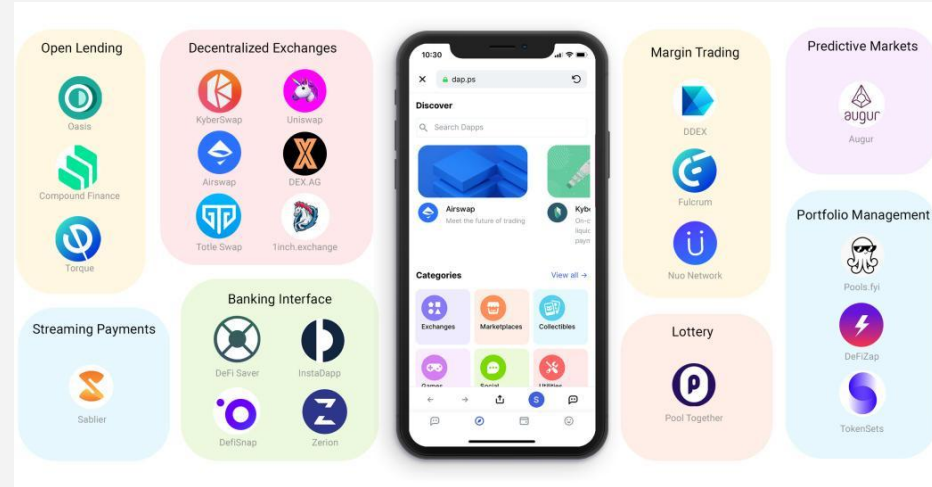 Open Lending
Oasis
Compound Finance
Torque
Decentralized Exchanges
KyberSwap
Uniswap
Airswap
DEX.AG
Totle Swap
1inch.exchange
Streaming Payments
Sablier
Banking Interface
DeFi Saver
InstaDapp
DefiSnap
Zerion
10:30
dap.ps
Discover
Search Dapps
Airswap
Meet the future of trading
Kyb
On-c
liquid
payn
Categories
View all →
Exchanges
Marketplaces
Collectibles
Games
Social
Utilities
S
Margin Trading
DDEX
Fulcrum
Nuo Network
Lottery
Pool Together
Predictive Markets
augur
Augur
Portfolio Management
Pools.fyi
DeFiZap
TokenSets